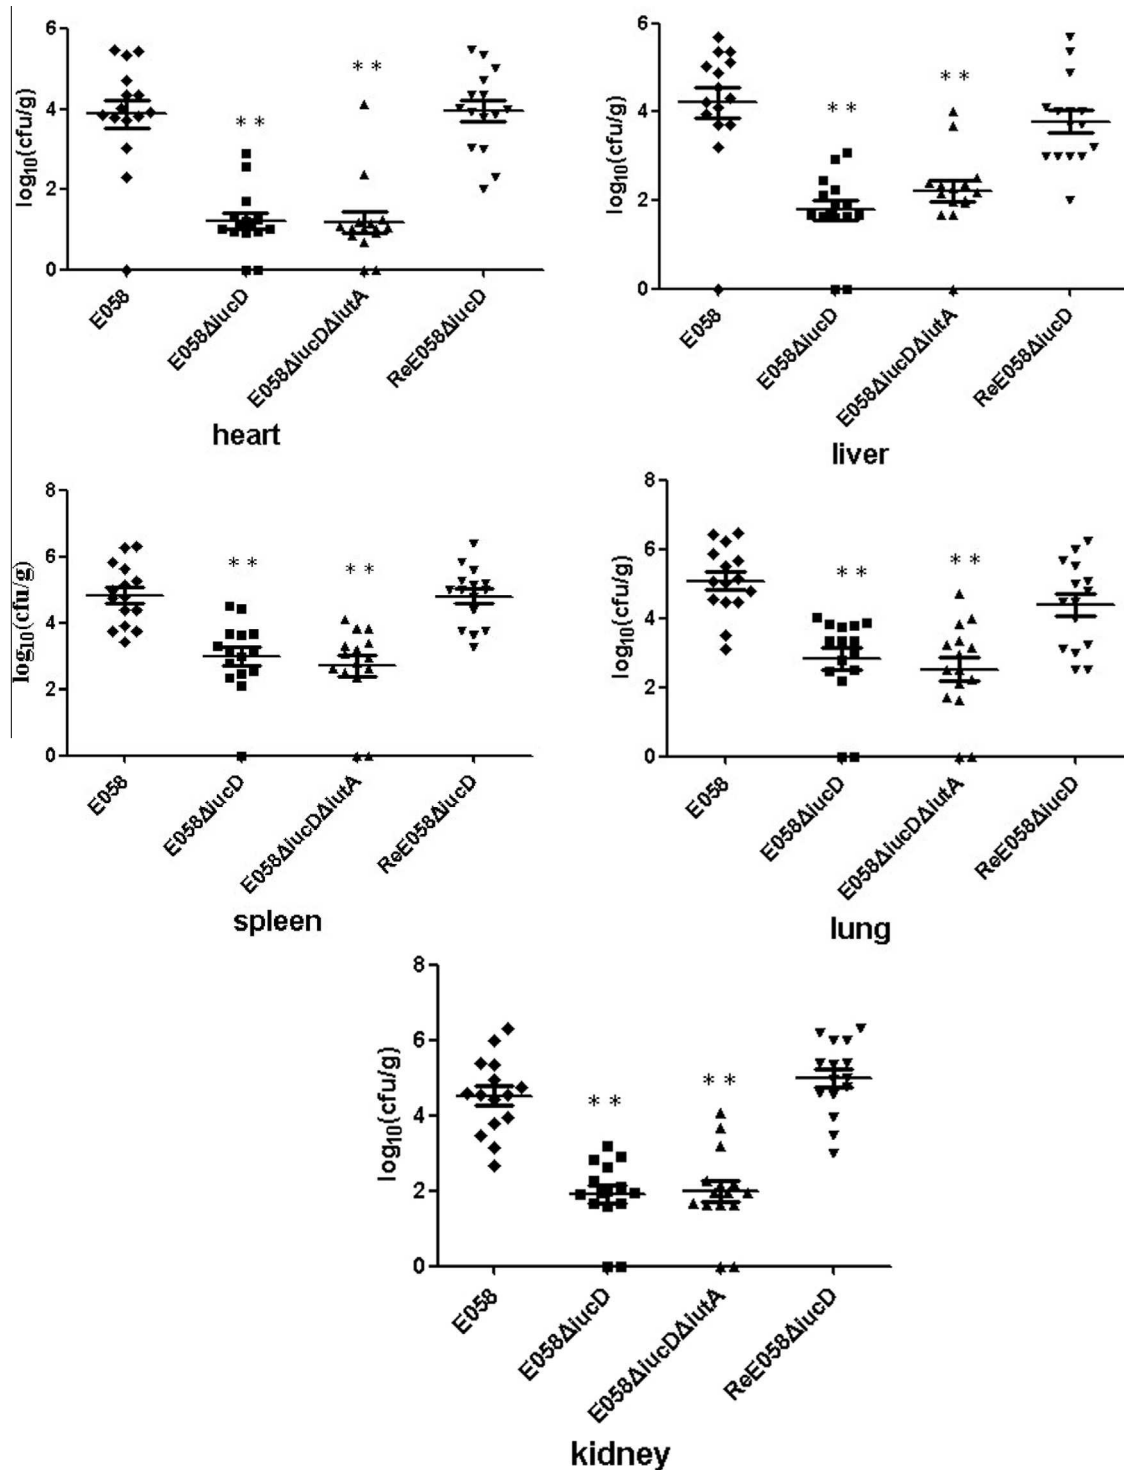 6
4
2
0
log10(cfu/g)
* *
* *
E058
E058ΔiucD
E058ΔiucDΔiutA
ReE058ΔiucD
heart
6
4
2
0
log10(cfu/g)
* *
* *
E058
E058ΔiucD
E058ΔiucDΔiutA
ReE058ΔiucD
liver
8
6
4
2
0
log10(cfu/g)
* *
* *
E058
E058ΔiucD
E058ΔiucDΔiutA
ReE058ΔiucD
spleen
8
6
4
2
0
log10(cfu/g)
* *
* *
E058
E058ΔiucD
E058ΔiucDΔiutA
ReE058ΔiucD
lung
8
6
4
2
0
log10(cfu/g)
* *
* *
E058
E058ΔiucD
E058ΔiucDΔiutA
ReE058ΔiucD
kidney